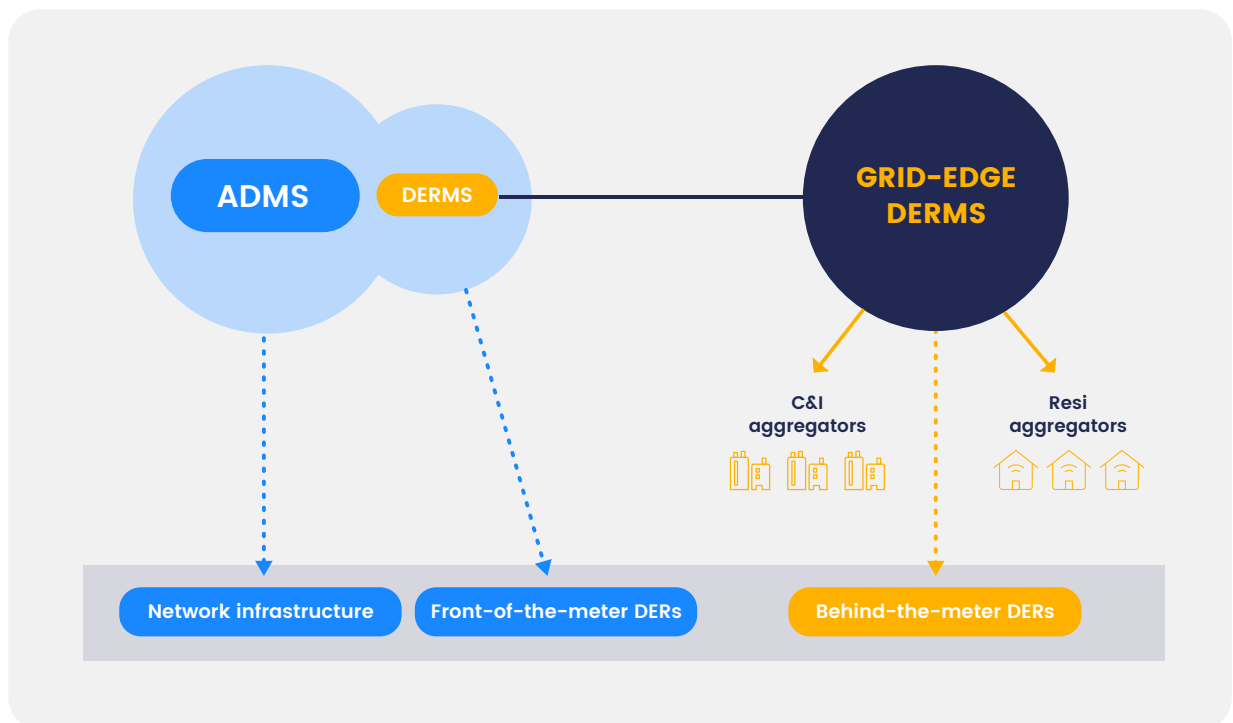 ADMS
DERMS
GRID-EDGE
DERMS
C&I
aggregators
Resi
aggregators
Network infrastructure
Front-of-the-meter DERs
Behind-the-meter DERs